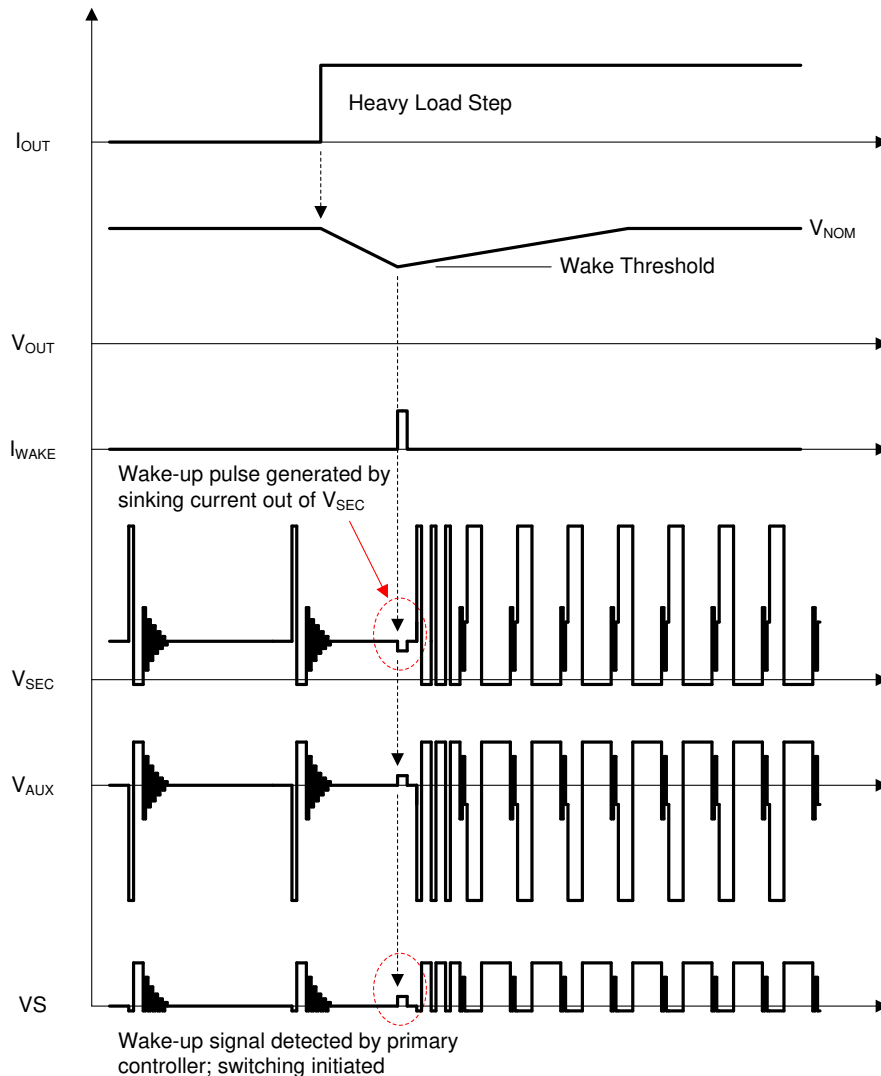 Heavy Load Step
IOUT
VNOM
Wake Threshold
VOUT
IWAKE
Wake-up pulse generated by
sinking current out of VSEC
VSEC
VAUX
VS
Wake-up signal detected by primary
controller; switching initiated